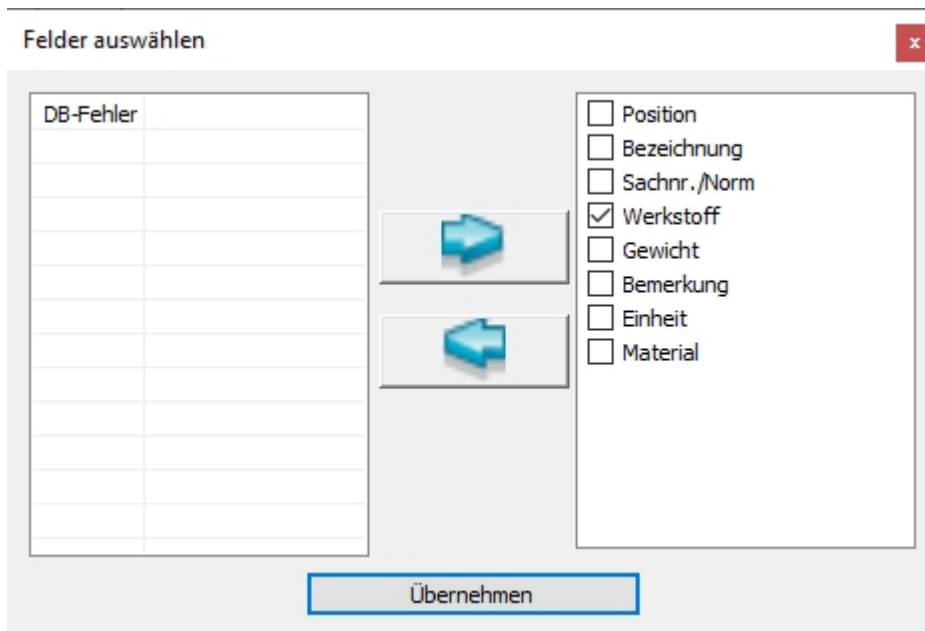 Felder auswählen
x
DB-Fehler
Position
Bezeichnung
Sachnr./Norm
Werkstoff
Gewicht
Bemerkung
Einheit
Material
Übernehmen